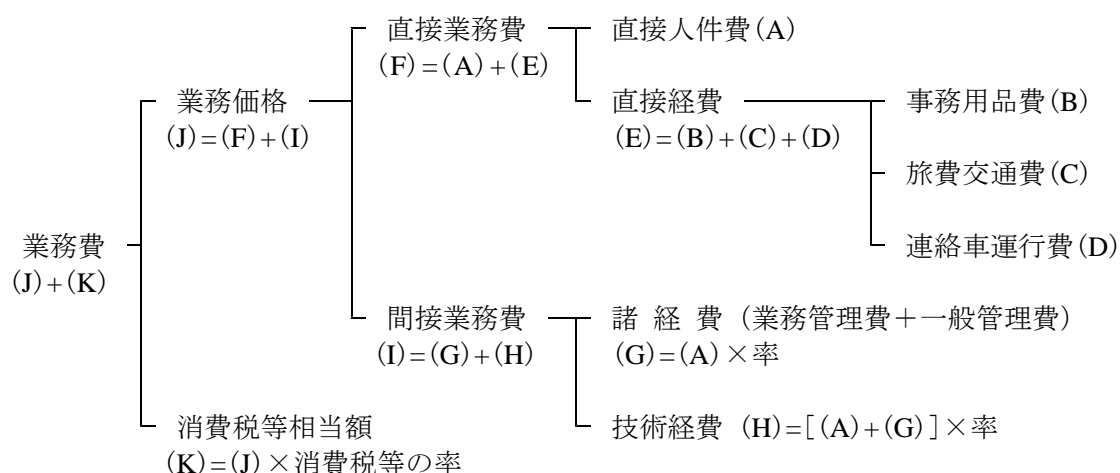 直接業務費 直接人件費(A)
(F)=(A)+(E)
業務価格 直接経費 事務用品費(B)
(J)=(F)+(I) (E)=(B)+(C)+(D)
旅費交通費(C)
業務費 連絡車運行費(D)
(J)+(K)
間接業務費 諸 経 費 (業務管理費+一般管理費)
(I)=(G)+(H) (G)=(A)×率
消費税等相当額 技術経費 (H)=[(A)+(G)]×率
(K)=(J)×消費税等の率